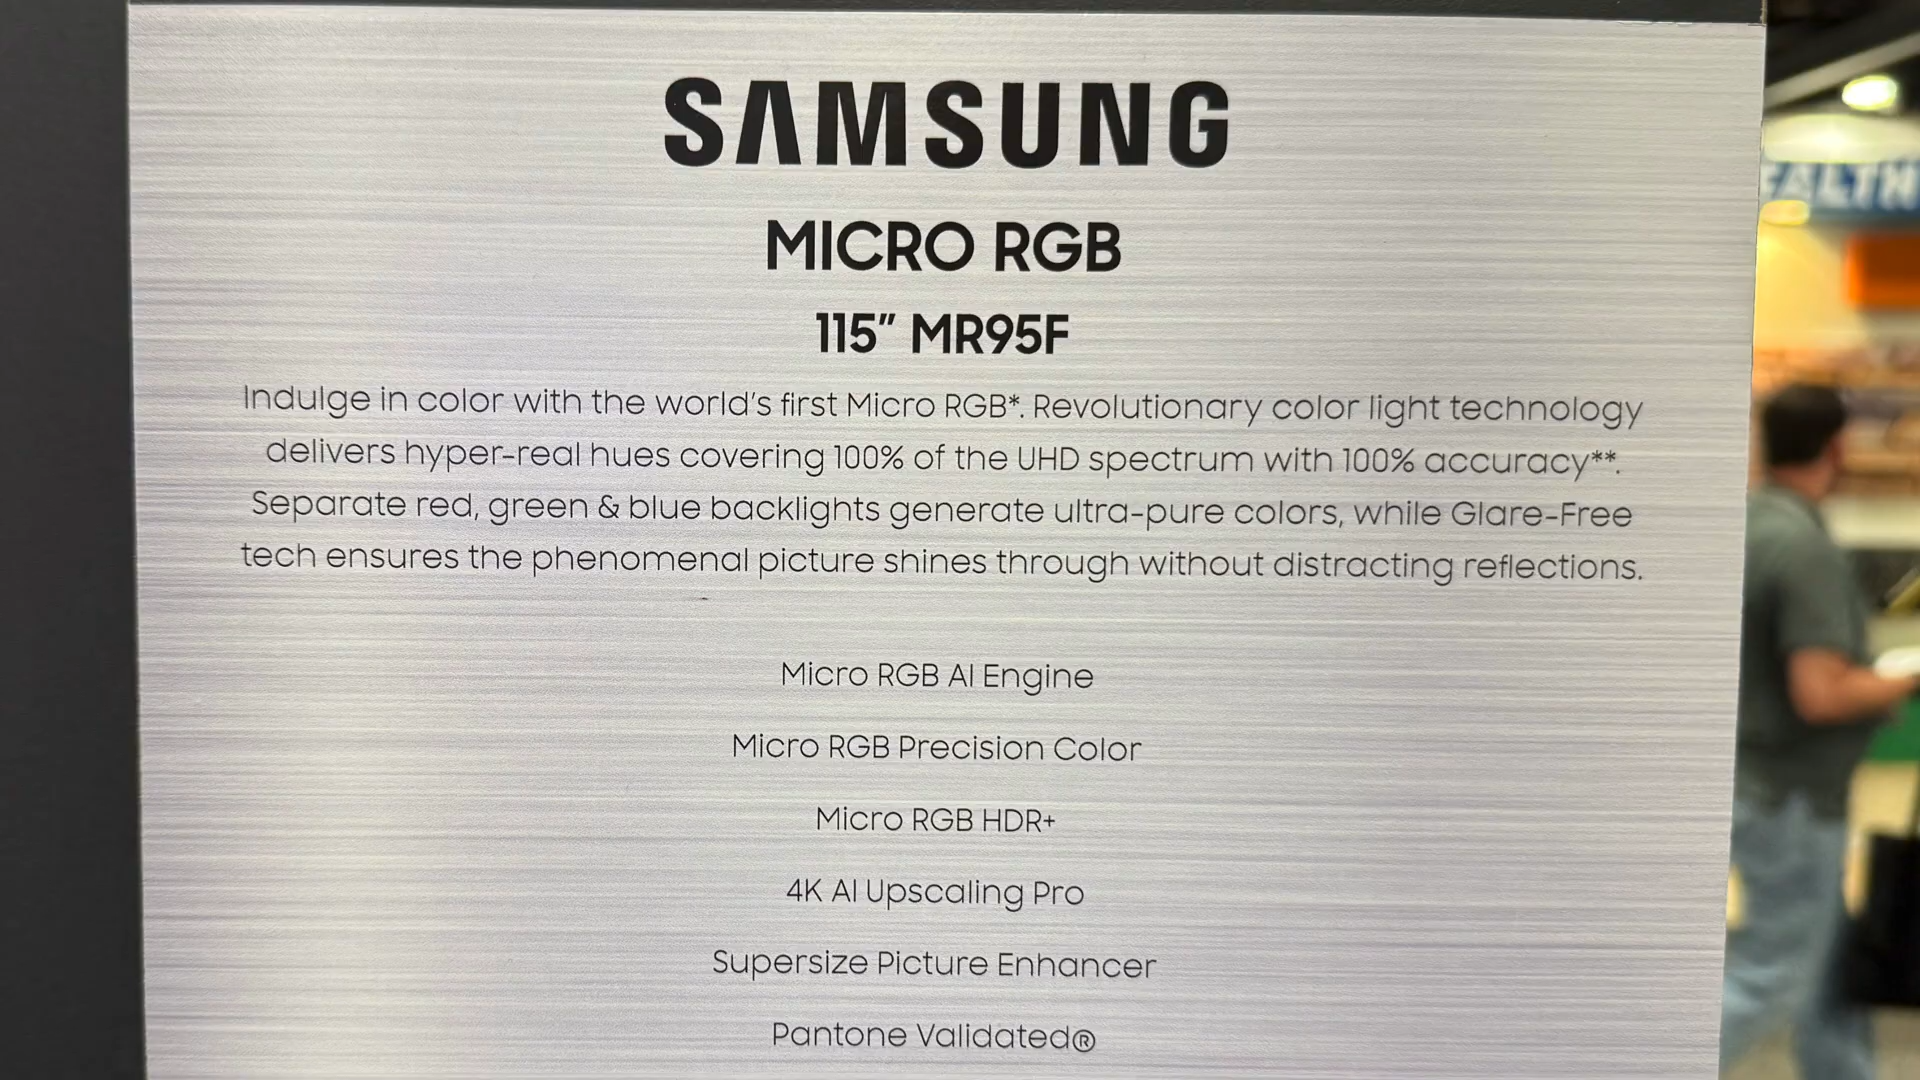 SAMSUNG
MICRO RGB
115” MR95F
Indulge in color with the world’s first Micro RGB*. Revolutionary color light technology
delivers hyper-real hues covering 100% of the UHD spectrum with 100% accuracy**.
Separate red, green & blue backlights generate ultra-pure colors, while Glare-Free
tech ensures the phenomenal picture shines through without distracting reflections.
Micro RGB AI Engine
Micro RGB Precision Color
Micro RGB HDR+
4K AI Upscaling Pro
Supersize Picture Enhancer
Pantone Validated®